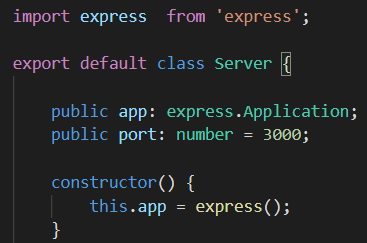 import express  from 'express';
export default class Server {
public app: express.Application;
public port: number = 3000;
constructor() {
this.app = express();
}